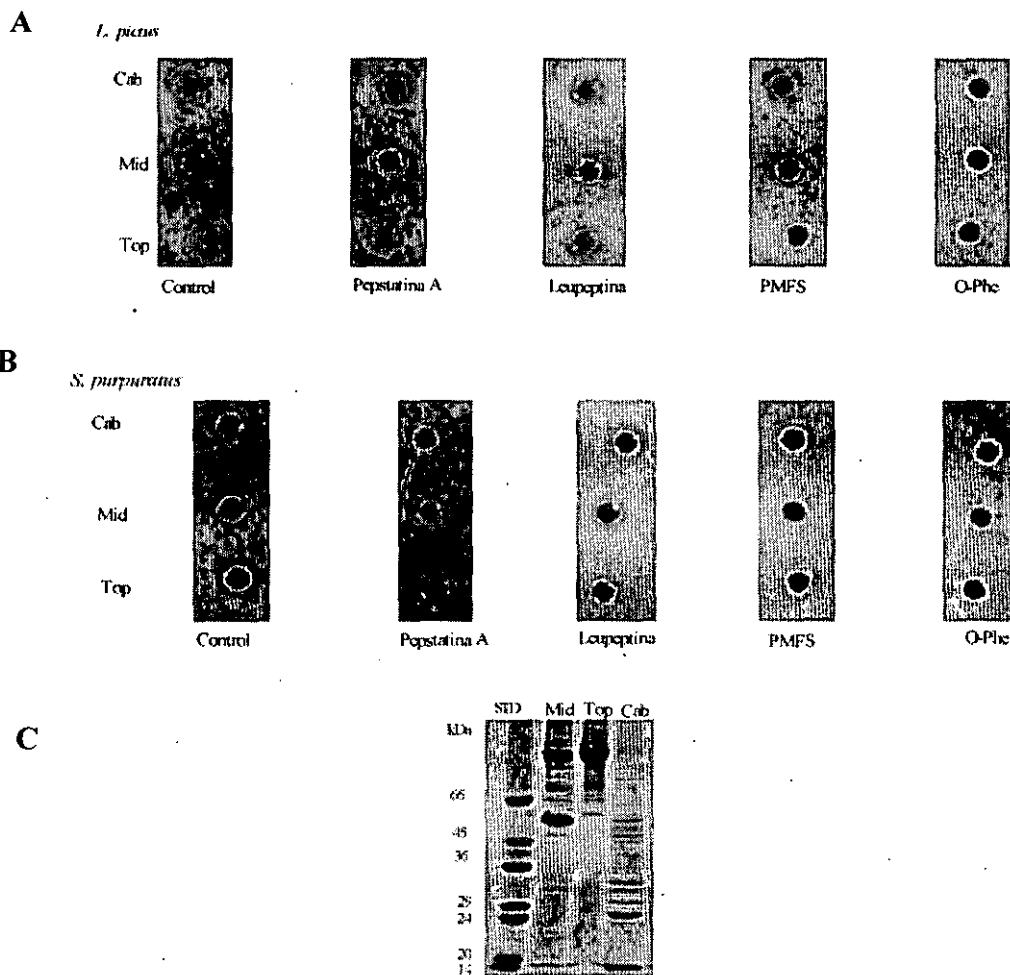 A
L. pictus
Cab
Mid
Top
Control
Pepstatina A
Leupeptina
PMFS
O-Phe
B
S. purpuratus
Cab
Mid
Top
Control
Pepstatina A
Leupeptina
PMFS
O-Phe
C
STD Mid Top Cab
kDa
66
45
36
29
24
20
14